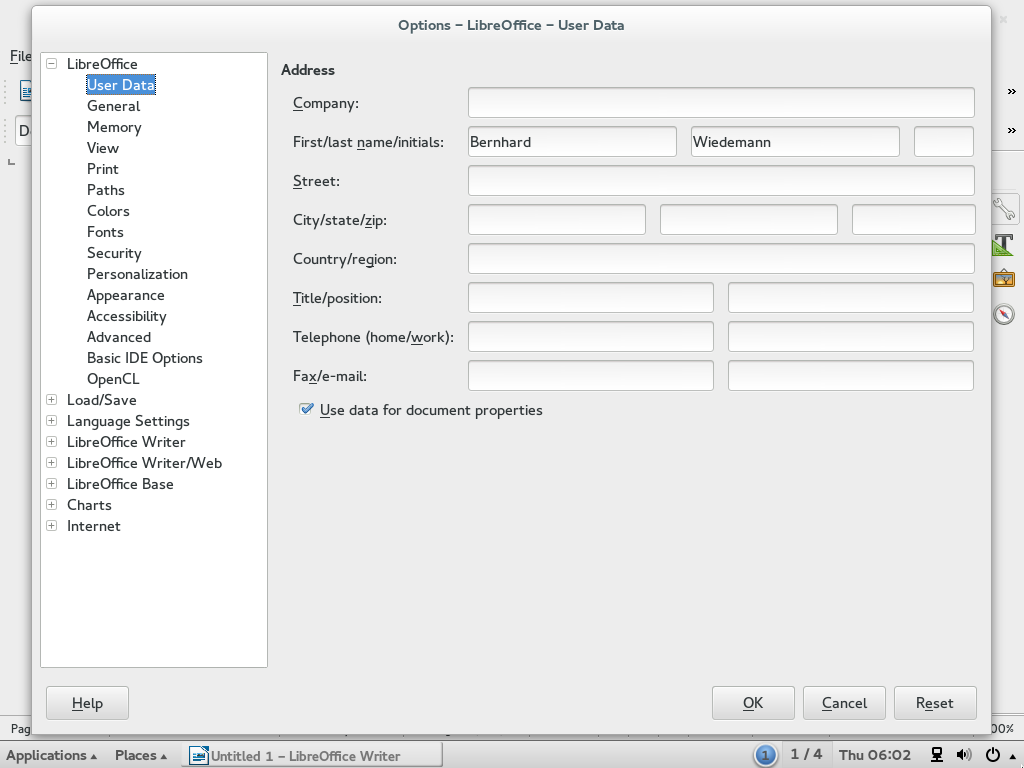 Options – LibreOffice – User Data
File
LibreOffice
User Data
General
Memory
View
Print
Paths
Colors
Fonts
Security
Personalization
Appearance
Accessibility
Advanced
Basic IDE Options
OpenCL
Load/Save
Language Settings
LibreOffice Writer
LibreOffice Writer/Web
LibreOffice Base
Charts
Internet
Address
Company:
First/last name/initials: Bernhard Wiedemann
Street:
City/state/zip:
Country/region:
Title/position:
Telephone (home/work):
Fax/e-mail:
Use data for document properties
Help OK Cancel Reset
Applications Places Untitled 1 – LibreOffice Writer 1 1 / 4 Thu 06:02